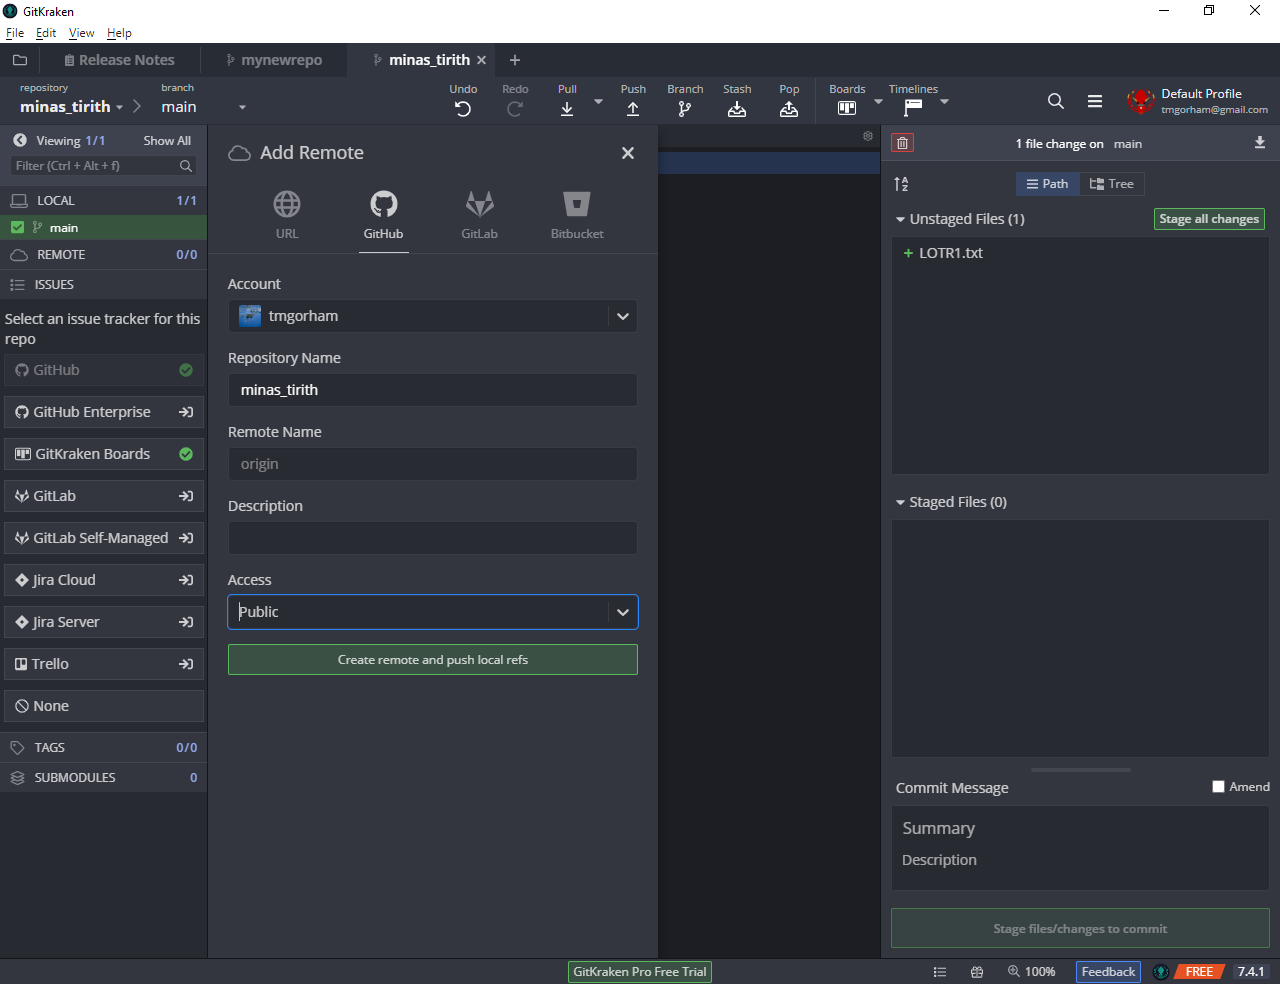 GitKraken
File Edit View Help
Release Notes
mynewrepo
minas_tirith
repository
minas_tirith
branch
main
Undo
Redo
Pull
Push
Branch
Stash
Pop
Boards
Timelines
Default Profile
tmgorham@gmail.com
Viewing 1/1 Show All
Filter (Ctrl + Alt + f)
LOCAL 1/1
main
REMOTE 0/0
ISSUES
Select an issue tracker for this
repo
GitHub
GitHub Enterprise
GitKraken Boards
GitLab
GitLab Self-Managed
Jira Cloud
Jira Server
Trello
None
TAGS 0/0
SUBMODULES 0
Add Remote
URL
GitHub
GitLab
Bitbucket
Account
tmgorham
Repository Name
minas_tirith
Remote Name
origin
Description
Access
Public
Create remote and push local refs
1 file change on main
Path
Tree
Unstaged Files (1)
Stage all changes
+ LOTR1.txt
Staged Files (0)
Commit Message
Amend
Summary
Description
Stage files/changes to commit
GitKraken Pro Free Trial
100%
Feedback
FREE
7.4.1